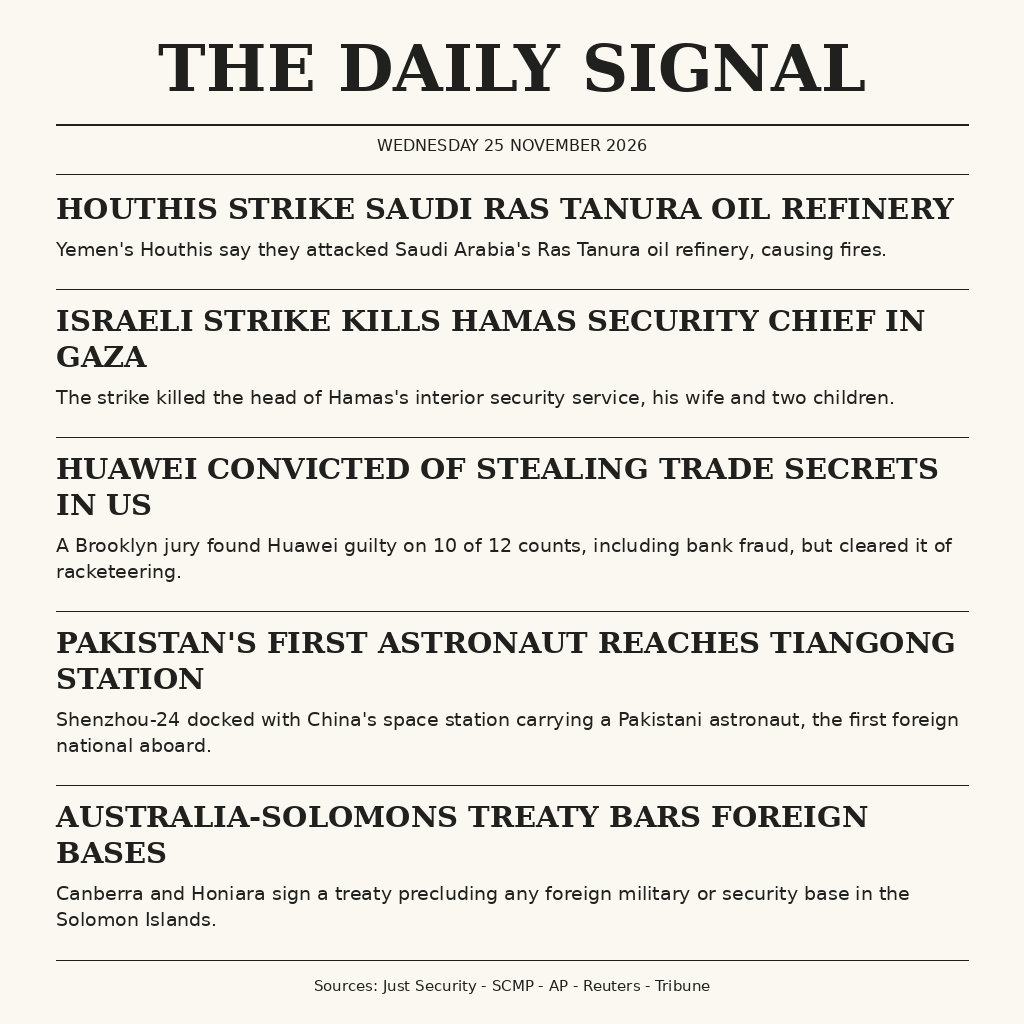 THE DAILY SIGNAL
WEDNESDAY 25 NOVEMBER 2026
HOUTHIS STRIKE SAUDI RAS TANURA OIL REFINERY
Yemen's Houthis say they attacked Saudi Arabia's Ras Tanura oil refinery, causing fires.
ISRAELI STRIKE KILLS HAMAS SECURITY CHIEF IN
GAZA
The strike killed the head of Hamas's interior security service, his wife and two children.
HUAWEI CONVICTED OF STEALING TRADE SECRETS
IN US
A Brooklyn jury found Huawei guilty on 10 of 12 counts, including bank fraud, but cleared it of
racketeering.
PAKISTAN'S FIRST ASTRONAUT REACHES TIANGONG
STATION
Shenzhou-24 docked with China's space station carrying a Pakistani astronaut, the first foreign
national aboard.
AUSTRALIA-SOLOMONS TREATY BARS FOREIGN
BASES
Canberra and Honiara sign a treaty precluding any foreign military or security base in the
Solomon Islands.
Sources: Just Security - SCMP - AP - Reuters - Tribune